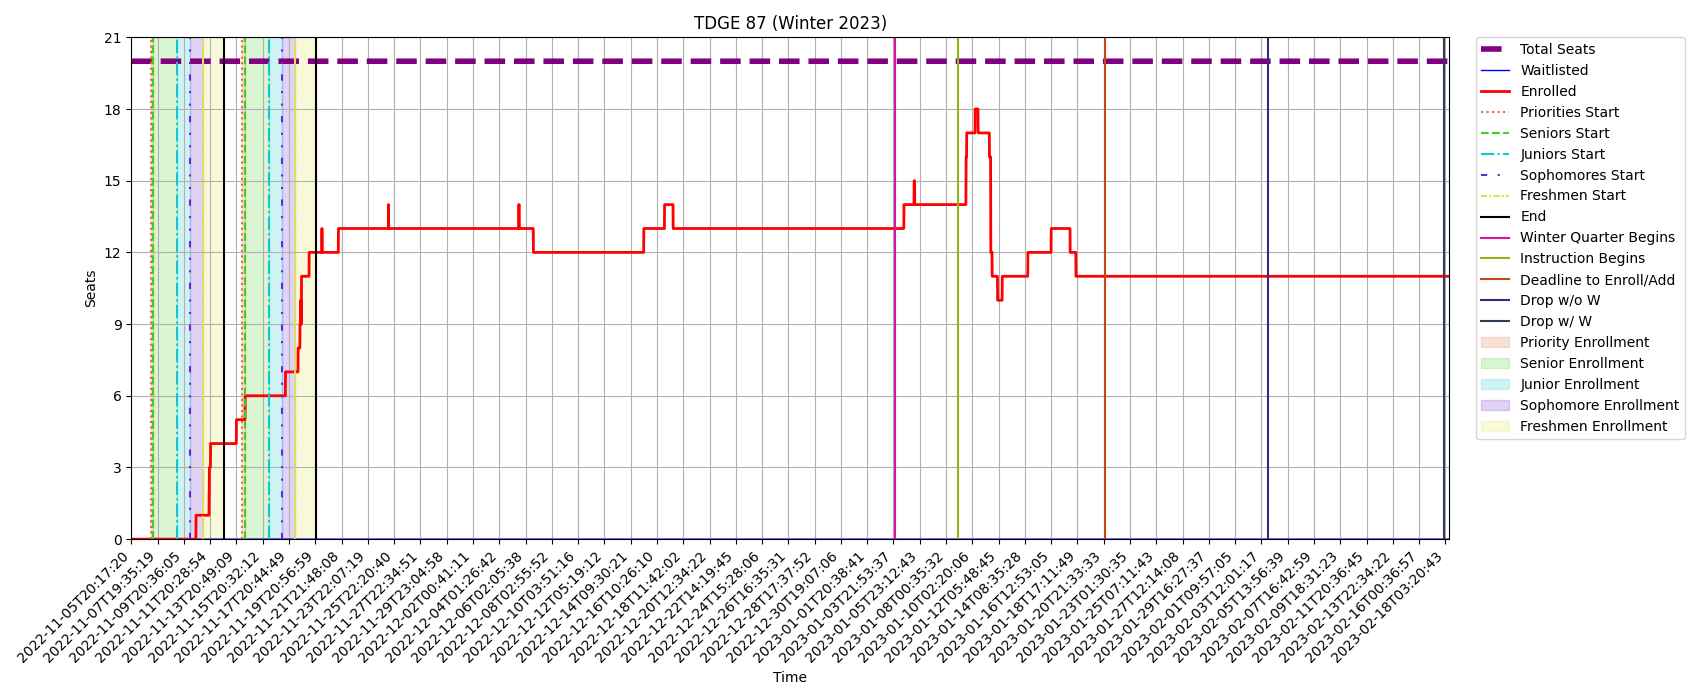 TDGE 87 (Winter 2023)
21
18
15
12
9
6
3
0
Seats
2022-11-05T20:17:20
2022-11-07T19:35:19
2022-11-09T20:36:05
2022-11-11T20:28:54
2022-11-13T20:49:09
2022-11-15T20:32:12
2022-11-17T20:44:49
2022-11-19T20:56:59
2022-11-21T21:48:08
2022-11-23T22:07:19
2022-11-25T22:20:40
2022-11-27T22:34:51
2022-11-29T23:04:58
2022-12-02T00:41:11
2022-12-04T01:26:42
2022-12-06T02:05:38
2022-12-08T02:55:52
2022-12-10T03:51:16
2022-12-12T05:19:12
2022-12-14T09:30:21
2022-12-16T10:26:10
2022-12-18T11:42:02
2022-12-20T12:34:22
2022-12-22T14:19:45
2022-12-24T15:28:06
2022-12-26T16:35:31
2022-12-28T17:37:52
2022-12-30T19:07:06
2023-01-01T20:38:41
2023-01-03T21:53:37
2023-01-05T23:12:43
2023-01-08T00:35:32
2023-01-10T02:20:06
2023-01-12T05:48:45
2023-01-14T08:35:28
2023-01-16T12:53:05
2023-01-18T17:11:49
2023-01-20T21:33:33
2023-01-23T01:30:35
2023-01-25T07:11:43
2023-01-27T12:14:08
2023-01-29T16:27:37
2023-02-01T09:57:05
2023-02-03T12:01:17
2023-02-05T13:56:39
2023-02-07T16:42:59
2023-02-09T18:31:23
2023-02-11T20:36:45
2023-02-13T22:34:22
2023-02-16T00:36:57
2023-02-18T03:20:43
Time
Total Seats
Waitlisted
Enrolled
Priorities Start
Seniors Start
Juniors Start
Sophomores Start
Freshmen Start
End
Winter Quarter Begins
Instruction Begins
Deadline to Enroll/Add
Drop w/o W
Drop w/ W
Priority Enrollment
Senior Enrollment
Junior Enrollment
Sophomore Enrollment
Freshmen Enrollment